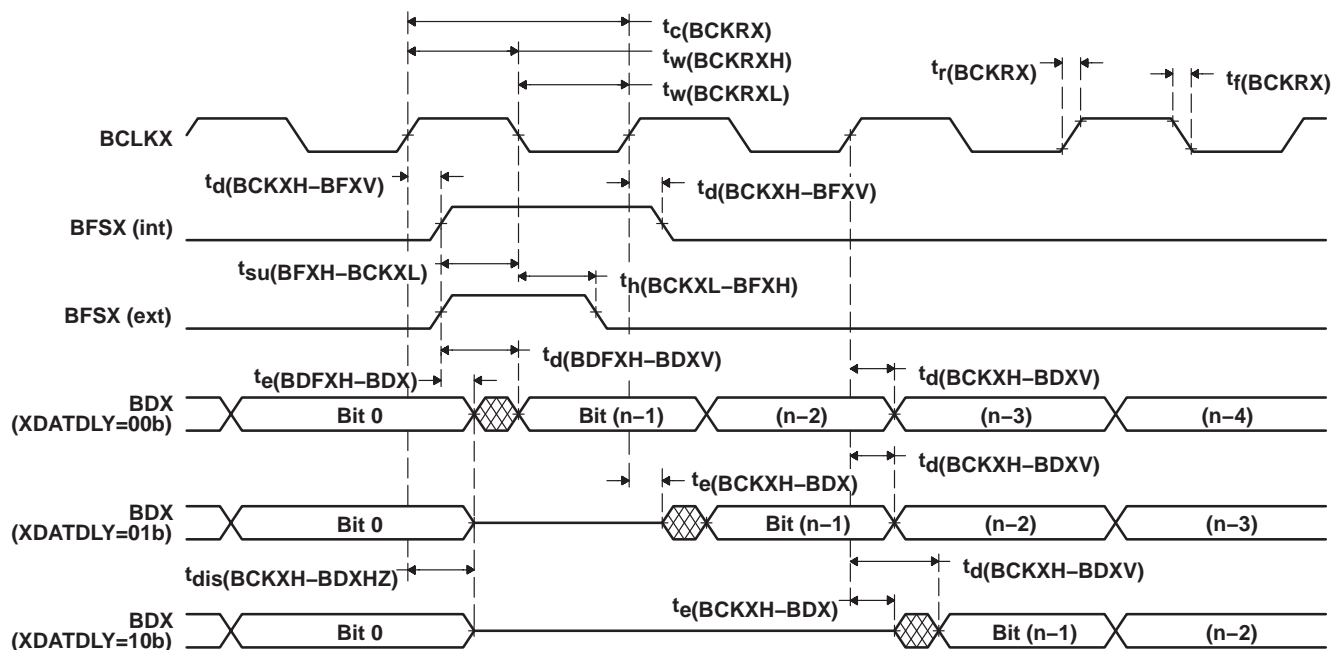 tc(BCKRX)
tw(BCKRXH)
tr(BCKRX)
tf(BCKRX)
tw(BCKRXL)
BCLKX
td(BCKXH–BFXV)
td(BCKXH–BFXV)
BFSX (int)
tsu(BFXH–BCKXL)
th(BCKXL–BFXH)
BFSX (ext)
td(BDFXH–BDXV)
te(BDFXH–BDX)
td(BCKXH–BDXV)
BDX
(XDATDLY=00b)
Bit 0
Bit (n–1)
(n–2)
(n–3)
(n–4)
td(BCKXH–BDXV)
te(BCKXH–BDX)
BDX
(XDATDLY=01b)
Bit 0
Bit (n–1)
(n–2)
(n–3)
tdis(BCKXH–BDXHZ)
td(BCKXH–BDXV)
te(BCKXH–BDX)
BDX
(XDATDLY=10b)
Bit 0
Bit (n–1)
(n–2)